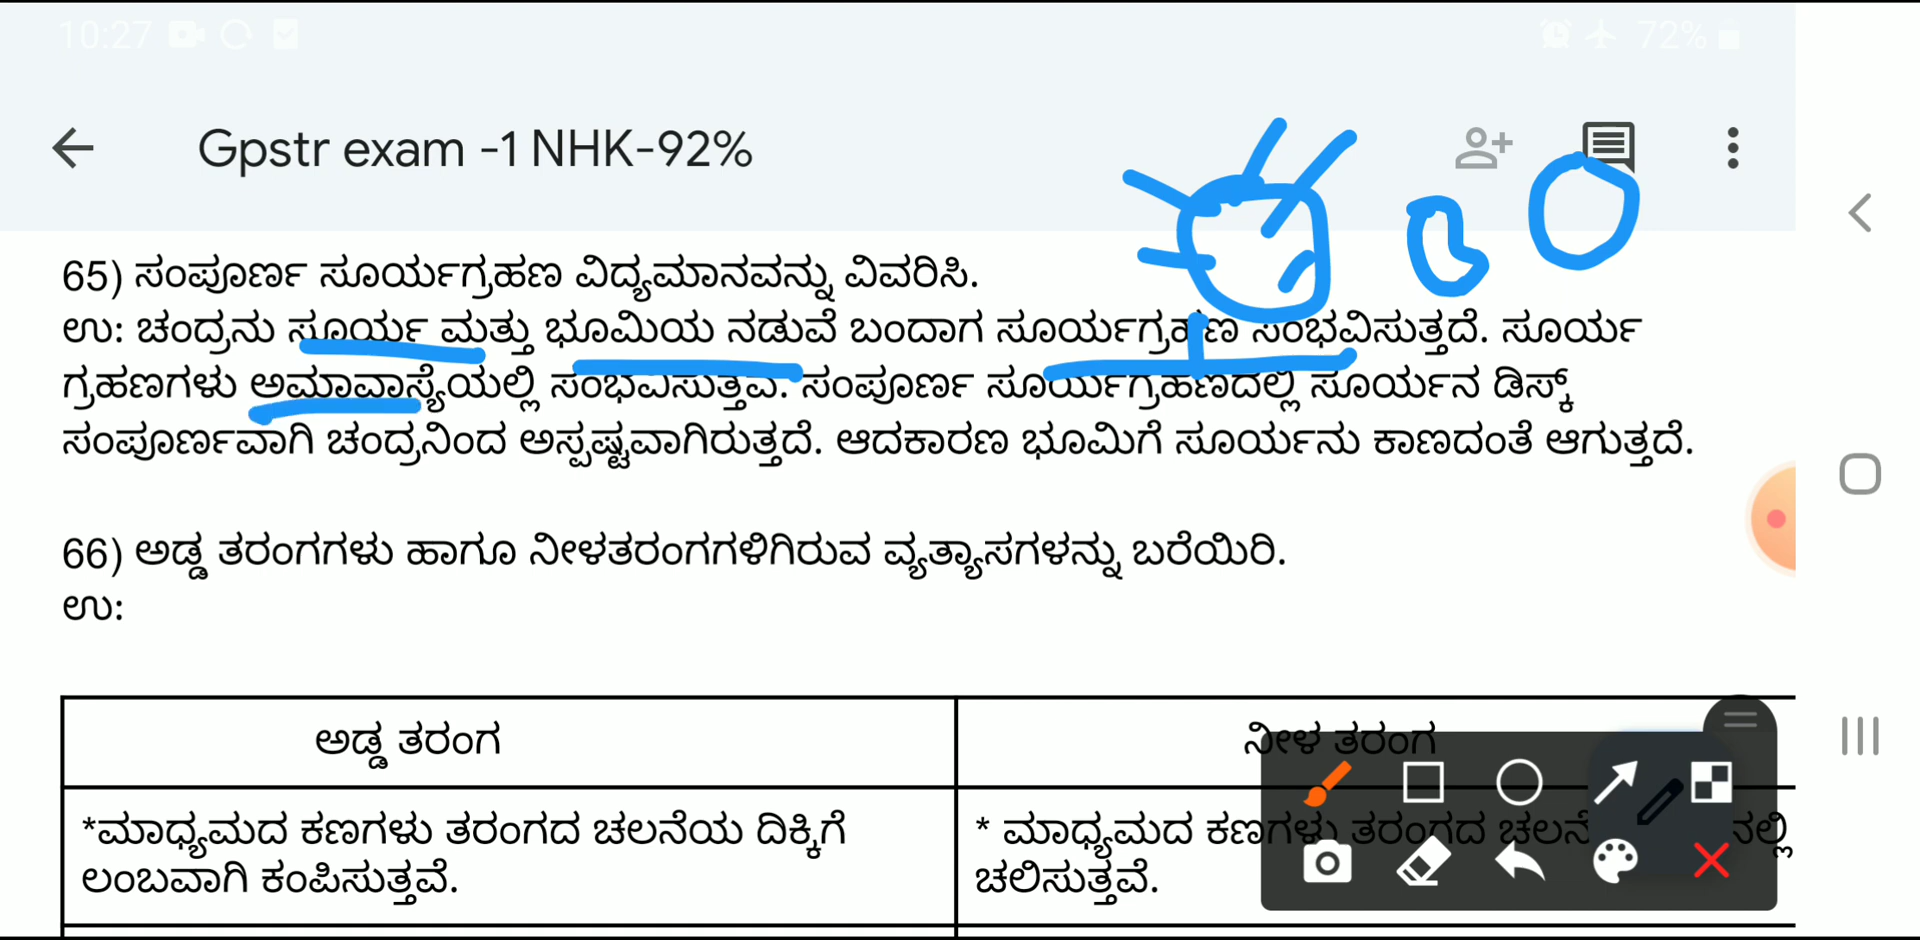 10:27 72%
Gpstr exam -1 NHK-92%
65) ಸಂಪೂರ್ಣ ಸೂರ್ಯಗ್ರಹಣ ವಿದ್ಯಮಾನವನ್ನು ವಿವರಿಸಿ.
ಉ: ಚಂದ್ರನು ಸೂರ್ಯ ಮತ್ತು ಭೂಮಿಯ ನಡುವೆ ಬಂದಾಗ ಸೂರ್ಯಗ್ರಹಣ ಸಂಭವಿಸುತ್ತದೆ. ಸೂರ್ಯ
ಗ್ರಹಣಗಳು ಅಮಾವಾಸ್ಯೆಯಲ್ಲಿ ಸಂಭವಿಸುತ್ತವೆ. ಸಂಪೂರ್ಣ ಸೂರ್ಯಗ್ರಹಣದಲ್ಲಿ ಸೂರ್ಯನ ಡಿಸ್ಕ್
ಸಂಪೂರ್ಣವಾಗಿ ಚಂದ್ರನಿಂದ ಅಸ್ಪಷ್ಟವಾಗಿರುತ್ತದೆ. ಆದಕಾರಣ ಭೂಮಿಗೆ ಸೂರ್ಯನು ಕಾಣದಂತೆ ಆಗುತ್ತದೆ.
66) ಅಡ್ಡ ತರಂಗಗಳು ಹಾಗೂ ನೀಳತರಂಗಗಳಿಗಿರುವ ವ್ಯತ್ಯಾಸಗಳನ್ನು ಬರೆಯಿರಿ.
ಉ:
ಅಡ್ಡ ತರಂಗ
ನೀಳ ತರಂಗ
*ಮಾಧ್ಯಮದ ಕಣಗಳು ತರಂಗದ ಚಲನೆಯ ದಿಕ್ಕಿಗೆ
ಲಂಬವಾಗಿ ಕಂಪಿಸುತ್ತವೆ.
* ಮಾಧ್ಯಮದ ಕಣಗಳು ತರಂಗದ
ಚಲಿಸುತ್ತವೆ.